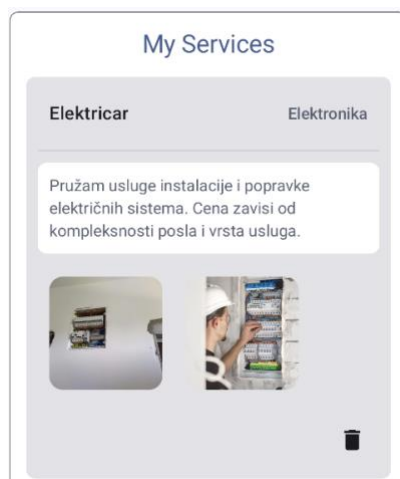 My Services
Elektricar
Elektronika
Pružam usluge instalacije i popravke
električnih sistema. Cena zavisi od
kompleksnosti posla i vrsta usluga.